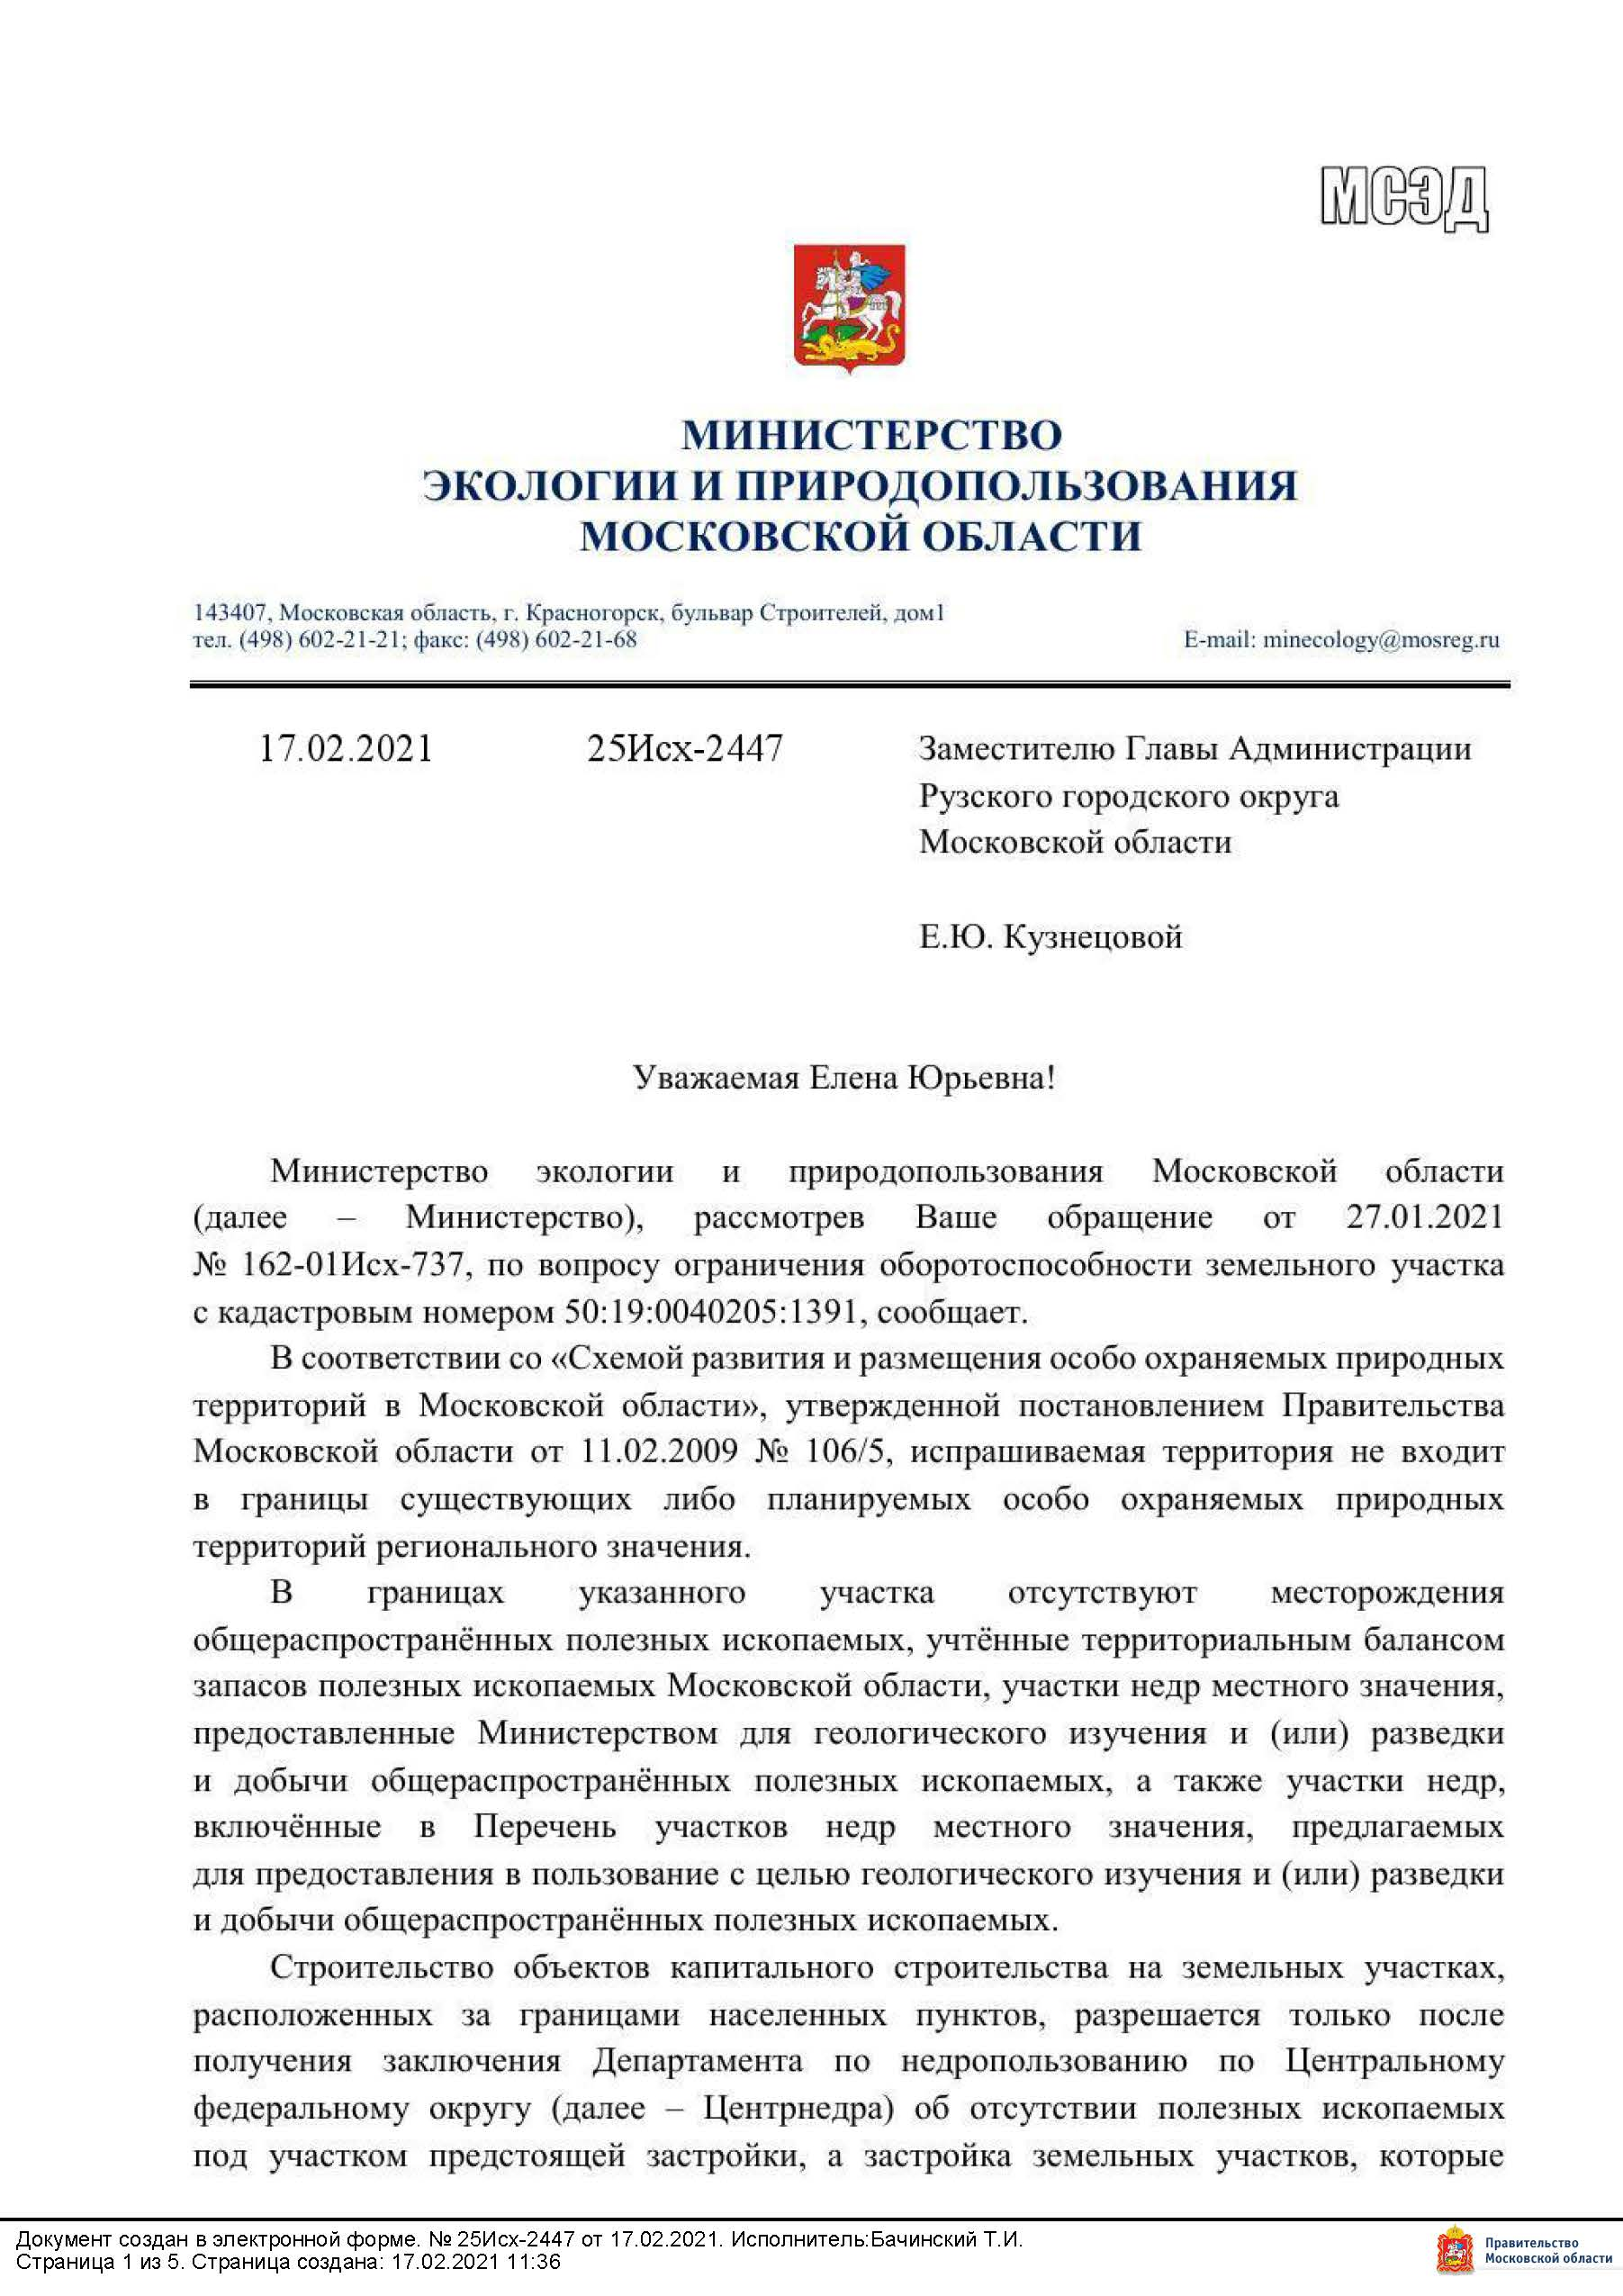 МСЭД
МИНИСТЕРСТВО
ЭКОЛОГИИ И ПРИРОДОПОЛЬЗОВАНИЯ
МОСКОВСКОЙ ОБЛАСТИ
143407, Московская область, г. Красногорск, бульвар Строителей, дом1
тел. (498) 602-21-21; факс: (498) 602-21-68
E-mail: minecology@mosreg.ru
17.02.2021
25Исх-2447
Заместителю Главы Администрации
Рузского городского округа
Московской области
Е.Ю. Кузнецовой
Уважаемая Елена Юрьевна!
Министерство экологии и природопользования Московской области
(далее – Министерство), рассмотрев Ваше обращение от 27.01.2021
№ 162-01Исх-737, по вопросу ограничения оборотоспособности земельного участка
с кадастровым номером 50:19:0040205:1391, сообщает.
В соответствии со «Схемой развития и размещения особо охраняемых природных
территорий в Московской области», утвержденной постановлением Правительства
Московской области от 11.02.2009 № 106/5, испрашиваемая территория не входит
в границы существующих либо планируемых особо охраняемых природных
территорий регионального значения.
В границах указанного участка отсутствуют месторождения
общераспространённых полезных ископаемых, учтённые территориальным балансом
запасов полезных ископаемых Московской области, участки недр местного значения,
предоставленные Министерством для геологического изучения и (или) разведки
и добычи общераспространённых полезных ископаемых, а также участки недр,
включённые в Перечень участков недр местного значения, предлагаемых
для предоставления в пользование с целью геологического изучения и (или) разведки
и добычи общераспространённых полезных ископаемых.
Строительство объектов капитального строительства на земельных участках,
расположенных за границами населенных пунктов, разрешается только после
получения заключения Департамента по недропользованию по Центральному
федеральному округу (далее – Центрнедра) об отсутствии полезных ископаемых
под участком предстоящей застройки, а застройка земельных участков, которые
Документ создан в электронной форме. № 25Исх-2447 от 17.02.2021. Исполнитель:Бачинский Т.И.
Страница 1 из 5. Страница создана: 17.02.2021 11:36
Правительство
Московской области